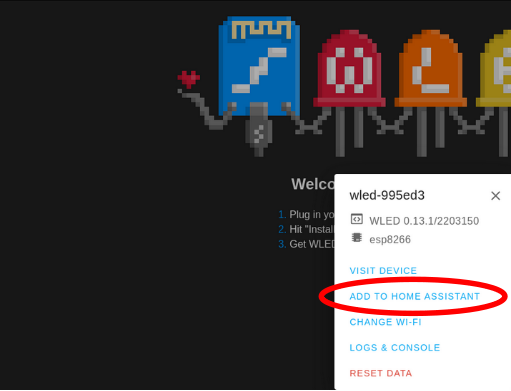 W L
Welco
1. Plug in yo
2. Hit "Install
3. Get WLED
wled-995ed3
WLED 0.13.1/2203150
esp8266
VISIT DEVICE
ADD TO HOME ASSISTANT
CHANGE WI-FI
LOGS & CONSOLE
RESET DATA